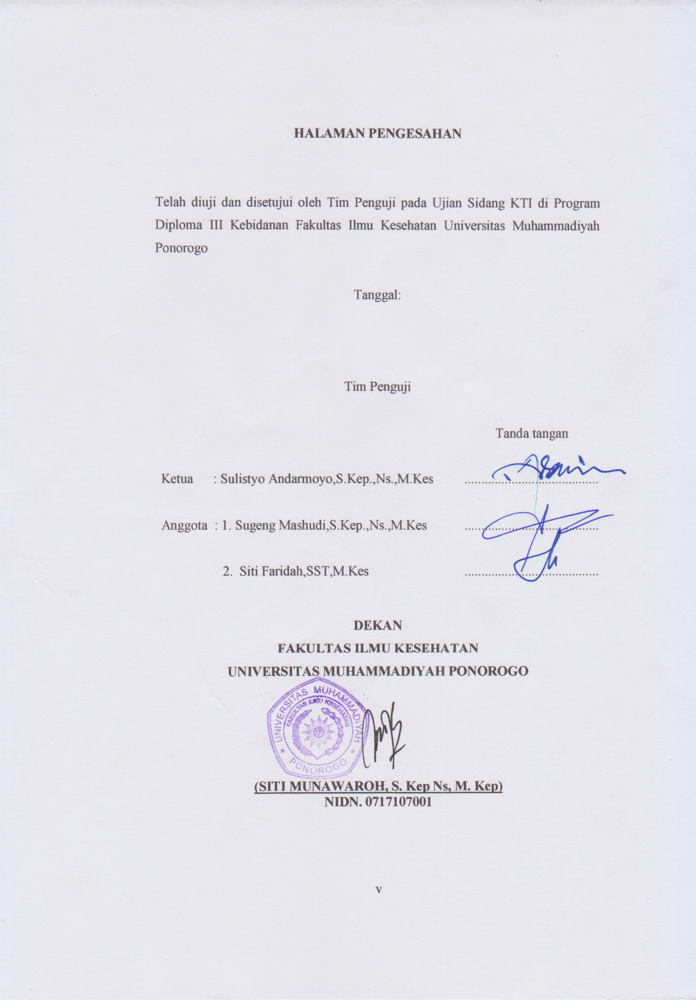 HALAMAN PENGESAHAN
Telah diuji dan disetujui oleh Tim Penguji pada Ujian Sidang KTI di Program
Diploma III Kebidanan Fakultas Ilmu Kesehatan Universitas Muhammadiyah
Ponorogo
Tanggal:
Tim Penguji
Tanda tangan
Ketua : Sulistyo Andarmoyo,S.Kep.,Ns.,M.Kes ........................................
Anggota : 1. Sugeng Mashudi,S.Kep.,Ns.,M.Kes ........................................
2. Siti Faridah,SST,M.Kes ........................................
DEKAN
FAKULTAS ILMU KESEHATAN
UNIVERSITAS MUHAMMADIYAH PONOROGO
UNIVERSITAS MUHAMMADIYAH
FAKULTAS ILMU KESEHATAN
PONOROGO
(SITI MUNAWAROH, S. Kep Ns, M. Kep)
NIDN. 0717107001
v